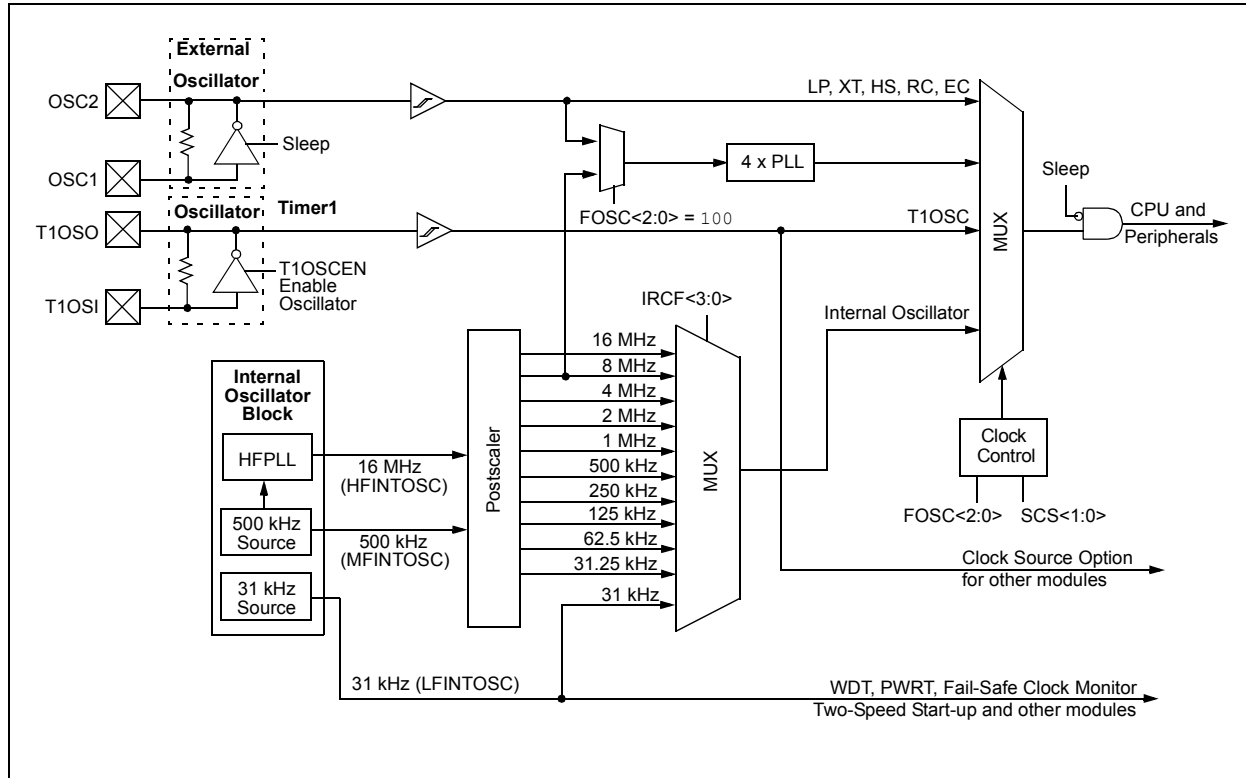 External
Oscillator
OSC2
LP, XT, HS, RC, EC
Sleep
OSC1
4 x PLL
Sleep
FOSC<2:0> = 100
Oscillator
Timer1
T1OSO
T1OSC
MUX
CPU and
Peripherals
T1OSCEN
Enable
Oscillator
T1OSI
IRCF<3:0>
Internal Oscillator
Internal
Oscillator
Block
HFPLL
16 MHz
(HFINTOSC)
500 kHz
Source
500 kHz
(MFINTOSC)
31 kHz
Source
Postscaler
16 MHz
8 MHz
4 MHz
2 MHz
1 MHz
500 kHz
250 kHz
125 kHz
62.5 kHz
31.25 kHz
31 kHz
MUX
Clock
Control
FOSC<2:0>
SCS<1:0>
Clock Source Option
for other modules
31 kHz (LFINTOSC)
WDT, PWRT, Fail-Safe Clock Monitor
Two-Speed Start-up and other modules